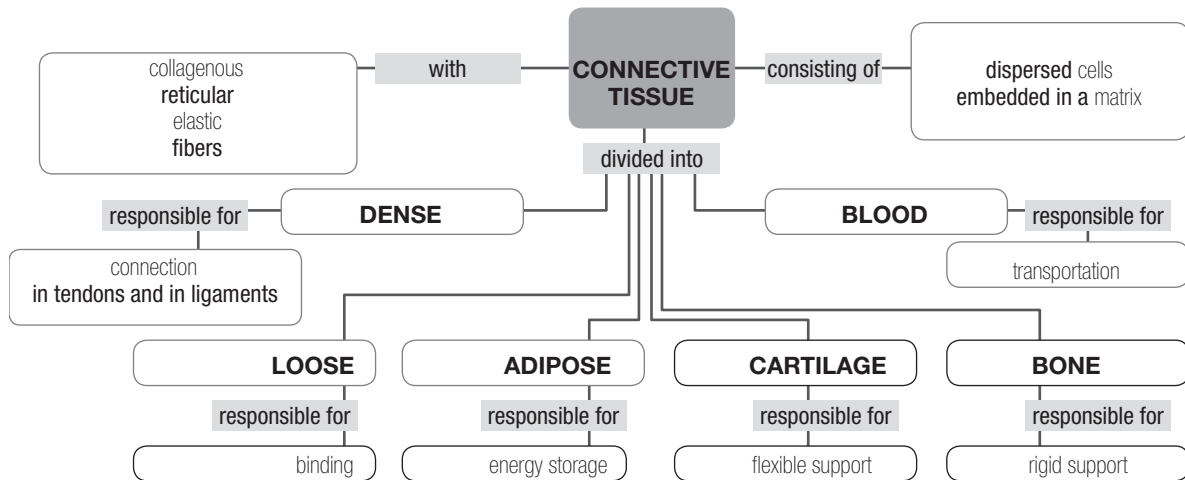 collagenous
reticular
elastic
fibers
with
CONNECTIVE
TISSUE
consisting of
dispersed cells
embedded in a matrix
divided into
responsible for
DENSE
BLOOD
responsible for
connection
in tendons and in ligaments
transportation
LOOSE
ADIPOSE
CARTILAGE
BONE
responsible for
responsible for
responsible for
responsible for
binding
energy storage
flexible support
rigid support